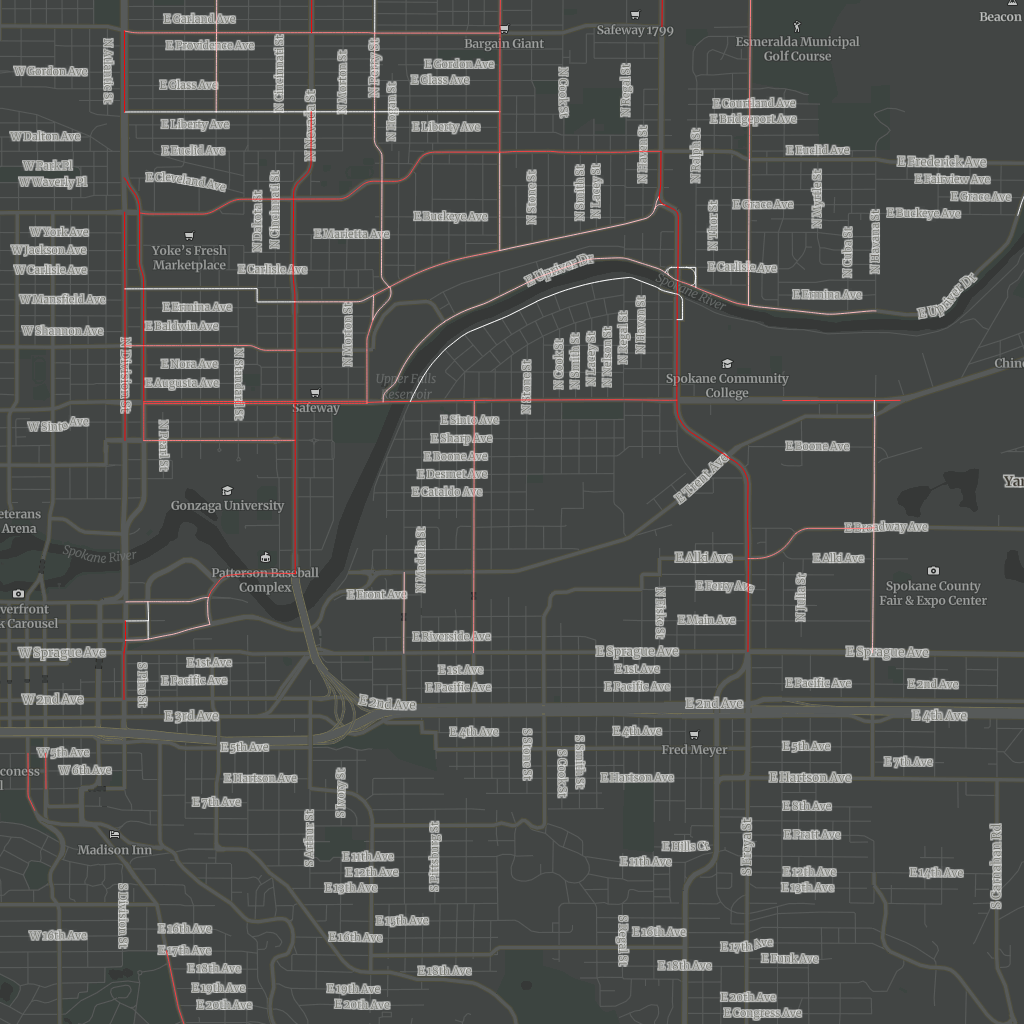 E Garland Ave
Safeway 1799
Beacon
E Providence Ave
Bargain Giant
Esmeralda Municipal
Golf Course
W Gordon Ave
N Cincinnati St
N Morton St
N Perry St
E Gordon Ave
E Glass Ave
E Glass Ave
N Cook St
N Regal St
N Hogan St
E Courtland Ave
E Bridgeport Ave
N Nevada St
E Liberty Ave
E Liberty Ave
W Dalton Ave
E Euclid Ave
N Haven St
N Ralph St
E Euclid Ave
W Park Pl
W Waverly Pl
E Cleveland Ave
E Frederick Ave
E Fairview Ave
E Grace Ave
N Dakota St
N Cincinnati St
N Stone St
N Smith St
N Lacey St
N Myrtle St
E Grace Ave
E Buckeye Ave
E Buckeye Ave
W York Ave
E Marietta Ave
N Thor St
N Cuba St
N Havana St
W Jackson Ave
Yoke's Fresh
Marketplace
W Carlisle Ave
E Carlisle Ave
E Upriver Dr
E Carlisle Ave
Spokane River
W Mansfield Ave
E Ermina Ave
E Ermina Ave
E Upriver Dr
E Baldwin Ave
W Shannon Ave
N Morton St
N Regal St
N Haven St
E Nora Ave
E Augusta Ave
N Cook St
N Smith St
N Lacey St
N Nelson St
N Stone St
Upper Falls
Reservoir
Spokane Community
College
Safeway
W Sinto Ave
E Sinto Ave
N Pearl St
E Sharp Ave
E Boone Ave
E Boone Ave
E Desmet Ave
E Cataldo Ave
E Trent Ave
Gonzaga University
eterans
Arena
E Broadway Ave
Spokane River
N Madelia St
E Alki Ave
E Alki Ave
Patterson Baseball
Complex
E Front Ave
E Ferry Ave
N Julia St
Spokane County
Fair & Expo Center
verfront
k Carousel
E Main Ave
E Riverside Ave
W Sprague Ave
E Sprague Ave
E Sprague Ave
E 1st Ave
E 1st Ave
E 1st Ave
S Pine St
E Pacific Ave
E Pacific Ave
E Pacific Ave
E Pacific Ave
E 2nd Ave
W 2nd Ave
E 2nd Ave
E 2nd Ave
E 3rd Ave
E 4th Ave
E 4th Ave
E 4th Ave
E 5th Ave
E 5th Ave
Fred Meyer
W 5th Ave
W 6th Ave
E 7th Ave
S Stone St
S Cook St
S Smith St
coness
E Hartson Ave
E Hartson Ave
E Hartson Ave
S Ivory St
E 7th Ave
E 8th Ave
Madison Inn
S Arthur St
S Pittsburg St
S Freya St
E Pratt Ave
S Carnahan Rd
E Hills Ct
E 11th Ave
E 11th Ave
E 12th Ave
E 12th Ave
E 14th Ave
E 13th Ave
E 13th Ave
S Division St
E 15th Ave
E 16th Ave
W 16th Ave
E 16th Ave
E 16th Ave
S Regal St
E 17th Ave
E 17th Ave
E Funk Ave
E 18th Ave
E 18th Ave
E 18th Ave
E 19th Ave
E 19th Ave
E 20th Ave
E 20th Ave
E 20th Ave
E Congress Ave